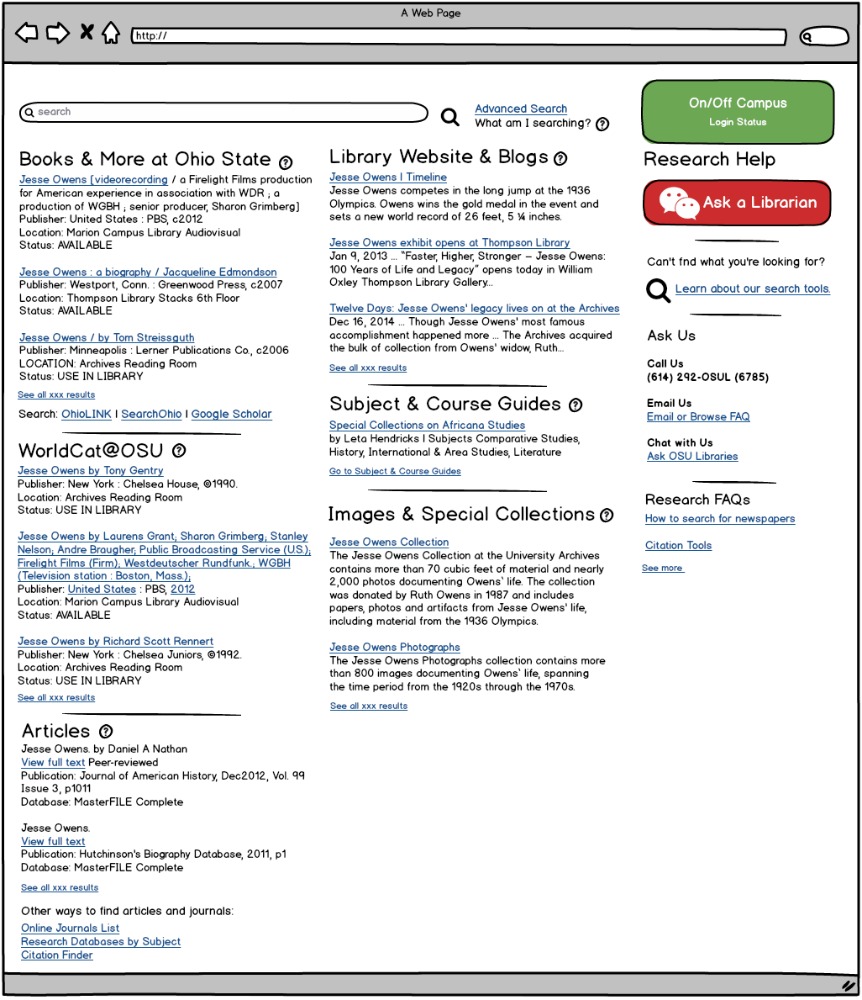 A Web Page
http://
search
Advanced Search
What am I searching? ?
On/Off Campus
Login Status
Books & More at Ohio State ?
Jesse Owens [videorecording / a Firelight Films production
for American experience in association with WDR ; a
production of WGBH ; senior producer, Sharon Grimberg]
Publisher: United States : PBS, c2012
Location: Marion Campus Library Audiovisual
Status: AVAILABLE
Jesse Owens : a biography / Jacqueline Edmondson
Publisher: Westport, Conn. : Greenwood Press, c2007
Location: Thompson Library Stacks 6th Floor
Status: AVAILABLE
Jesse Owens / by Tom Streissguth
Publisher: Minneapolis : Lerner Publications Co., c2006
LOCATION: Archives Reading Room
Status: USE IN LIBRARY
See all xxx results
Search: OhioLINK | SearchOhio | Google Scholar
WorldCat@OSU ?
Jesse Owens by Tony Gentry
Publisher: New York : Chelsea House, ©1990.
Location: Archives Reading Room
Status: USE IN LIBRARY
Jesse Owens by Laurens Grant; Sharon Grimberg; Stanley
Nelson; Andre Braugher; Public Broadcasting Service (U.S.);
Firelight Films (Firm); Westdeutscher Rundfunk.; WGBH
(Television station : Boston, Mass.);
Publisher: United States : PBS, 2012
Location: Marion Campus Library Audiovisual
Status: AVAILABLE
Jesse Owens by Richard Scott Rennert
Publisher: New York : Chelsea Juniors, ©1992.
Location: Archives Reading Room
Status: USE IN LIBRARY
See all xxx results
Articles ?
Jesse Owens. by Daniel A Nathan
View full text Peer-reviewed
Publication: Journal of American History, Dec2012, Vol. 99
Issue 3, p1011
Database: MasterFILE Complete
Jesse Owens.
View full text
Publication: Hutchinson's Biography Database, 2011, p1
Database: MasterFILE Complete
See all xxx results
Other ways to find articles and journals:
Online Journals List
Research Databases by Subject
Citation Finder
Library Website & Blogs ?
Jesse Owens | Timeline
Jesse Owens competes in the long jump at the 1936
Olympics. Owens wins the gold medal in the event and
sets a new world record of 26 feet, 5 ¼ inches.
Jesse Owens exhibit opens at Thompson Library
Jan 9, 2013 ... “Faster, Higher, Stronger – Jesse Owens:
100 Years of Life and Legacy” opens today in William
Oxley Thompson Library Gallery...
Twelve Days: Jesse Owens' legacy lives on at the Archives
Dec 16, 2014 ... Though Jesse Owens' most famous
accomplishment happened more ... The Archives acquired
the bulk of collection from Owens' widow, Ruth...
See all xxx results
Subject & Course Guides ?
Special Collections on Africana Studies
by Leta Hendricks | Subjects Comparative Studies,
History, International & Area Studies, Literature
Go to Subject & Course Guides
Images & Special Collections ?
Jesse Owens Collection
The Jesse Owens Collection at the University Archives
contains more than 70 cubic feet of material and nearly
2,000 photos documenting Owens` life. The collection
was donated by Ruth Owens in 1987 and includes
papers, photos and artifacts from Jesse Owens' life,
including material from the 1936 Olympics.
Jesse Owens Photographs
The Jesse Owens Photographs collection contains more
than 800 images documenting Owens` life, spanning
the time period from the 1920s through the 1970s.
See all xxx results
Research Help
Ask a Librarian
Can't fnd what you're looking for?
Learn about our search tools.
Ask Us
Call Us
(614) 292-OSUL (6785)
Email Us
Email or Browse FAQ
Chat with Us
Ask OSU Libraries
Research FAQs
How to search for newspapers
Citation Tools
See more